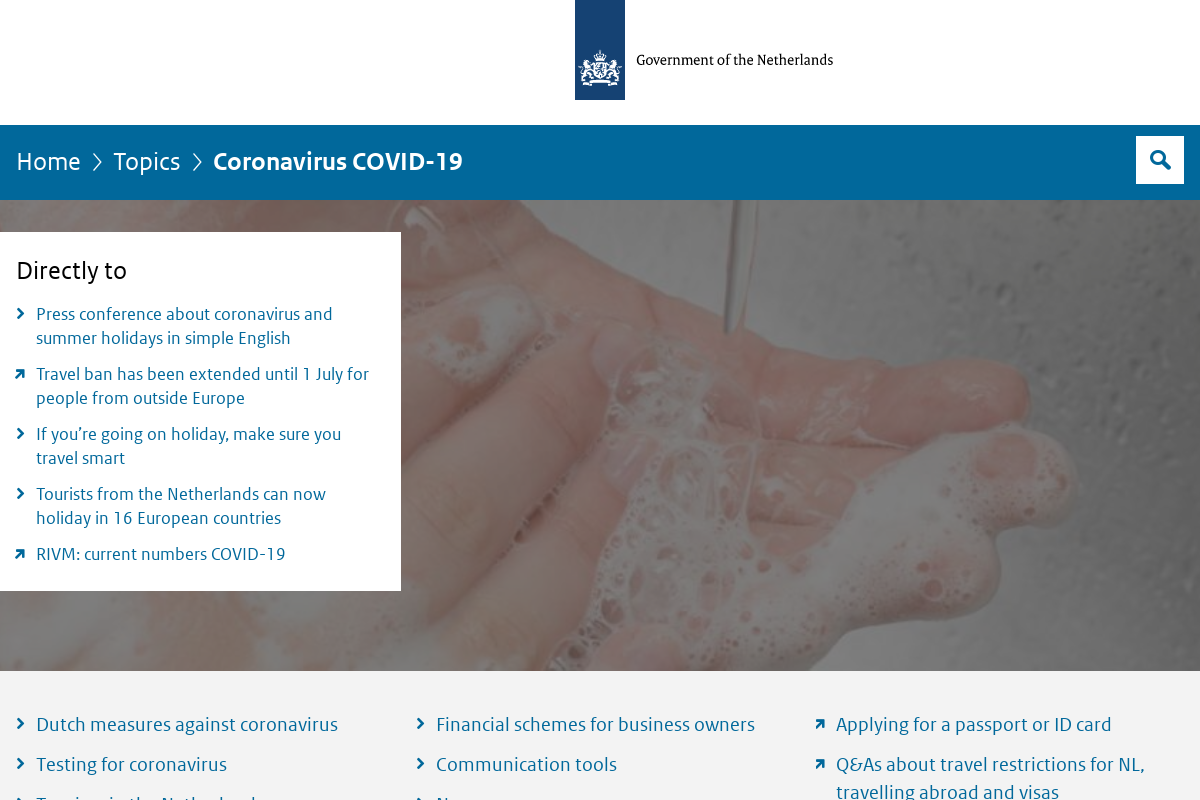 Government of the Netherlands
Home
Topics
Coronavirus COVID-19
Directly to
Press conference about coronavirus and
summer holidays in simple English
Travel ban has been extended until 1 July for
people from outside Europe
If you’re going on holiday, make sure you
travel smart
Tourists from the Netherlands can now
holiday in 16 European countries
RIVM: current numbers COVID-19
Dutch measures against coronavirus
Testing for coronavirus
Financial schemes for business owners
Communication tools
Applying for a passport or ID card
Q&As about travel restrictions for NL,
travelling abroad and visas